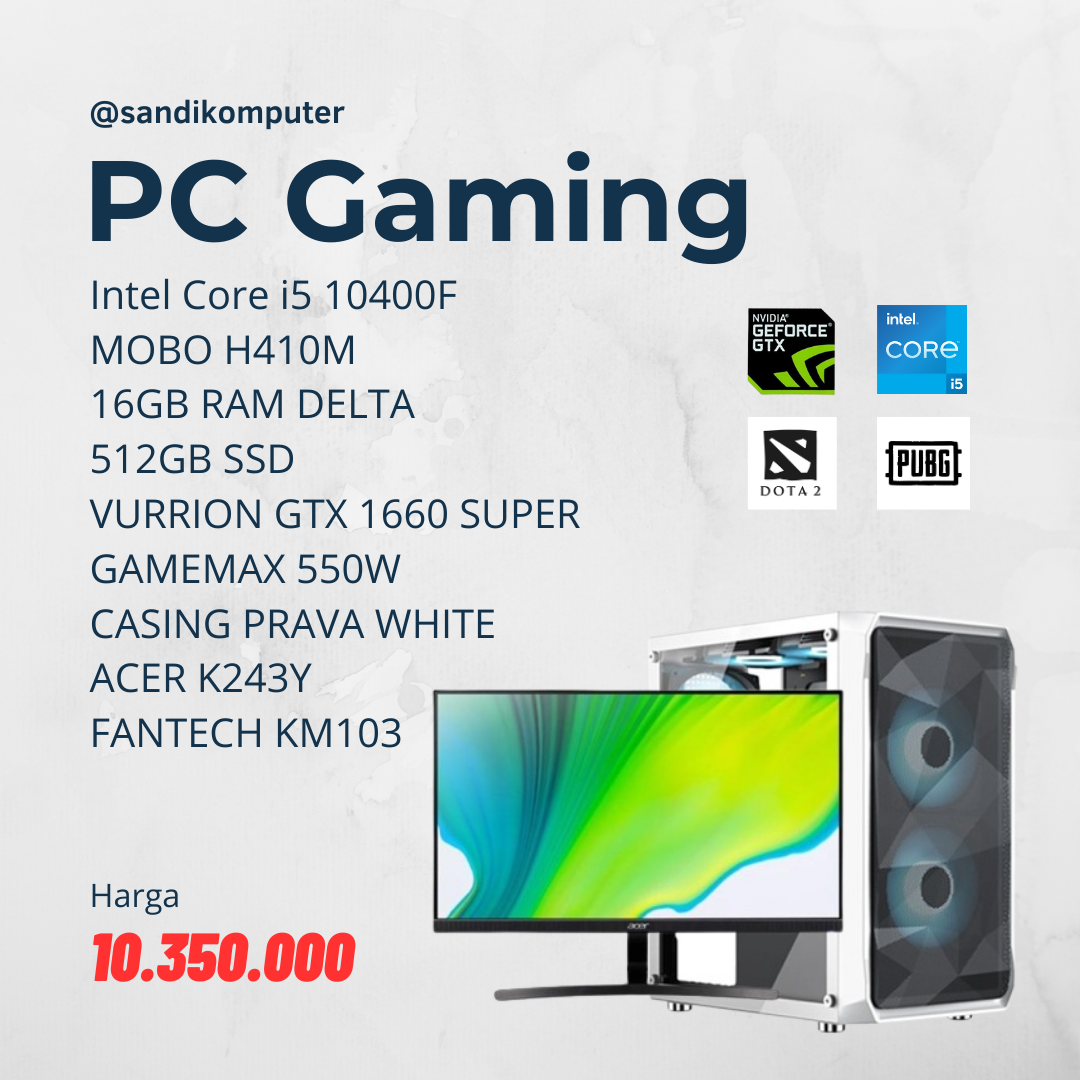 @sandikomputer
PC Gaming
Intel Core i5 10400F
MOBO H410M
16GB RAM DELTA
512GB SSD
VURRION GTX 1660 SUPER
GAMEMAX 550W
CASING PRAVA WHITE
ACER K243Y
FANTECH KM103
NVIDIA®
GEFORCE®
GTX
intel.
CORE
i5
DOTA 2
PUBG
acer
Harga
10.350.000